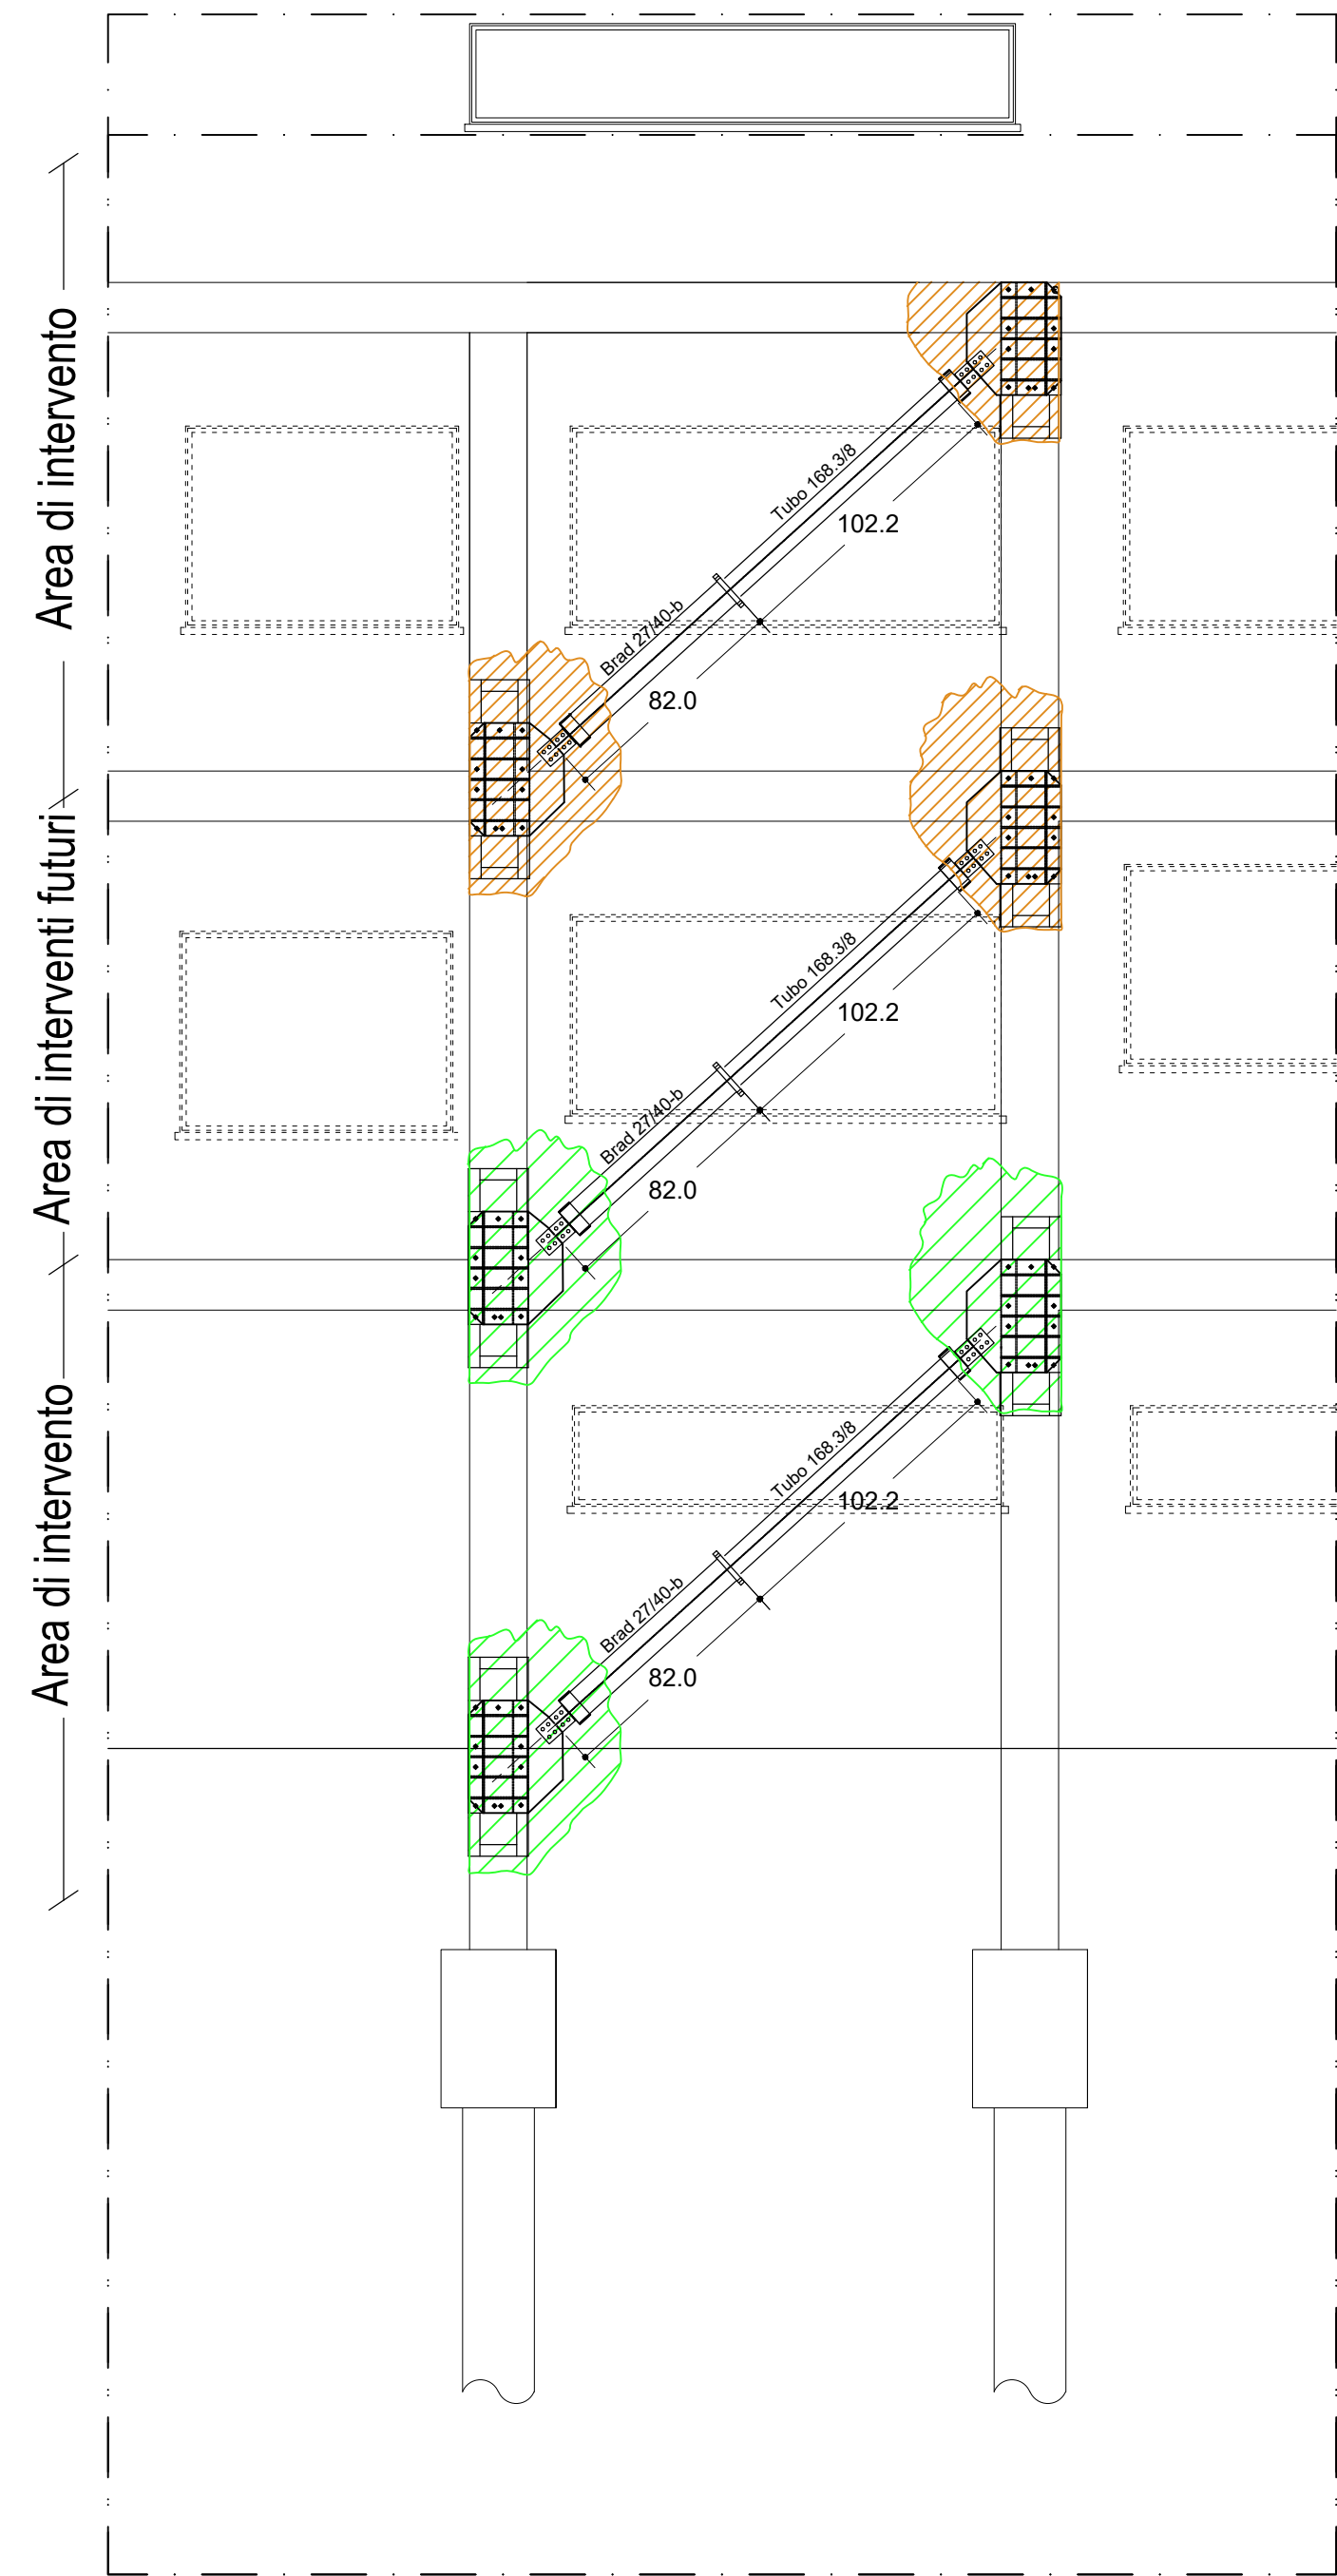 Area di intervento
Tubo 168.3/8
102.2
Brad 27/40-b
82.0
Area di interventi futuri
Tubo 168.3/8
102.2
Brad 27/40-b
82.0
Area di intervento
Tubo 168.3/8
102.2
Brad 27/40-b
82.0